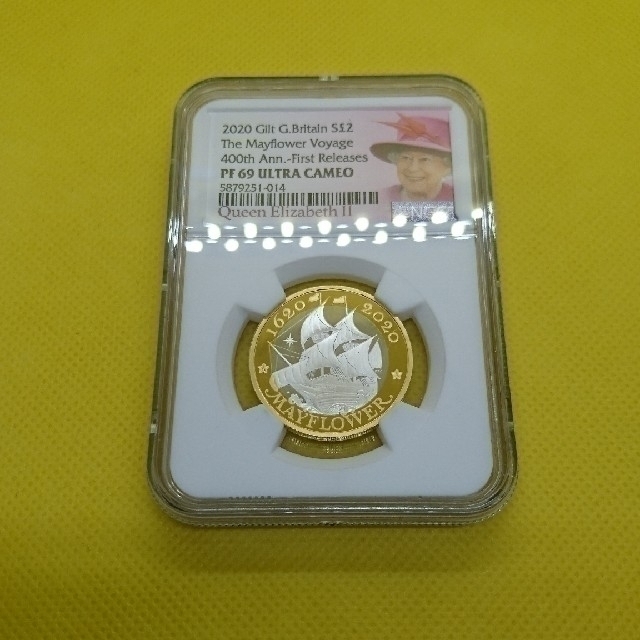 2020 Gilt G.Britain S£2
The Mayflower Voyage
400th Ann.-First Releases
PF 69 ULTRA CAMEO
5879251-014
Queen Elizabeth II
NGC
1620 2020
MAYFLOWER